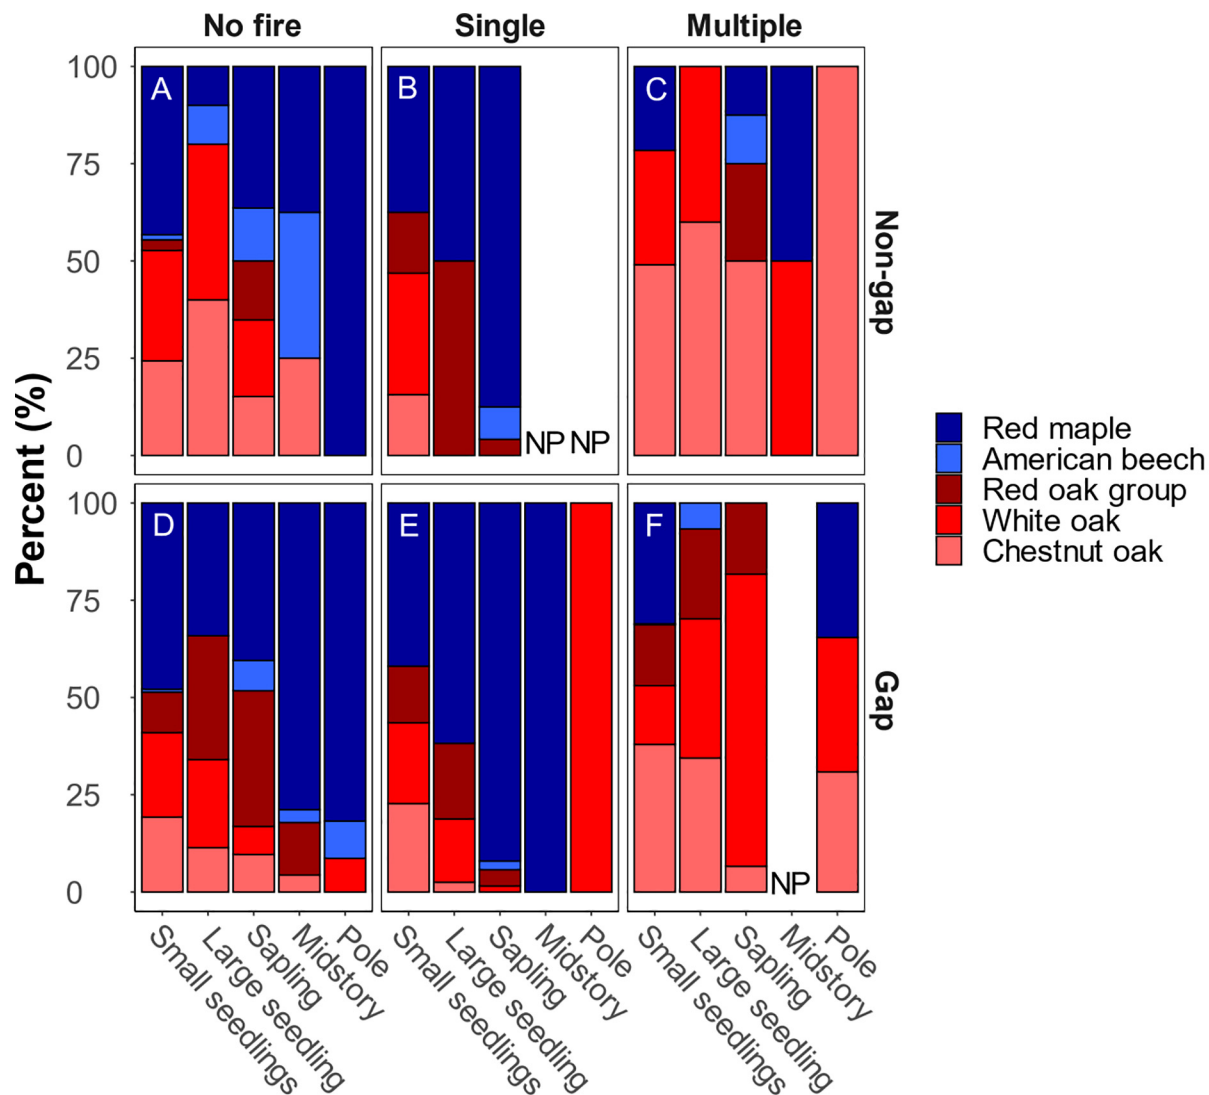 No fire
Single
Multiple
Percent (%)
100
75
50
25
0
A
B
NP NP
C
Non-gap
100
75
50
25
0
D
E
F
NP
Gap
Small seedlings
Large seedling
Sapling
Midstory
Pole
Small seedlings
Large seedling
Sapling
Midstory
Pole
Small seedlings
Large seedling
Sapling
Midstory
Pole
Red maple
American beech
Red oak group
White oak
Chestnut oak